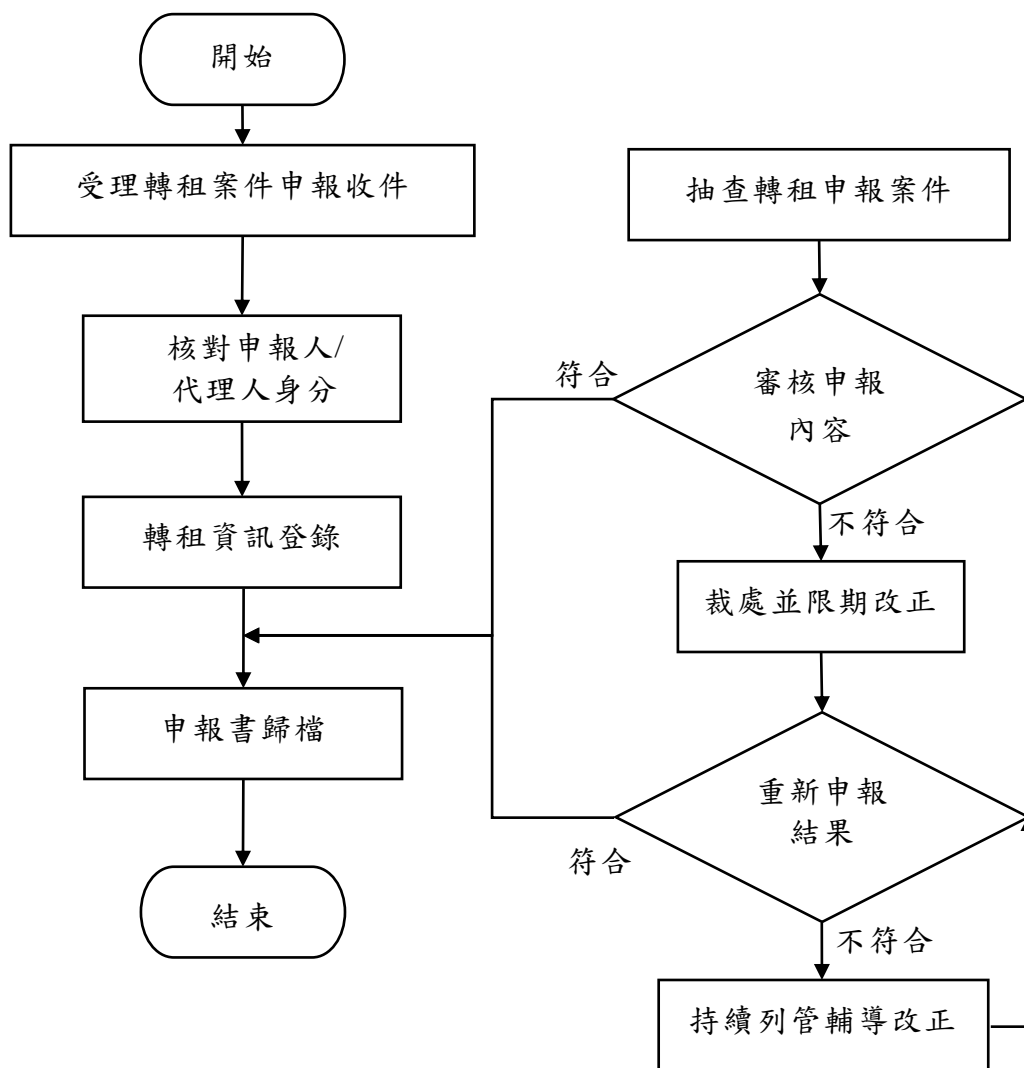 開始
受理轉租案件申報收件
核對申報人/
代理人身分
轉租資訊登錄
申報書歸檔
結束
抽查轉租申報案件
審核申報
內容
符合
不符合
裁處並限期改正
重新申報
結果
符合
不符合
持續列管輔導改正